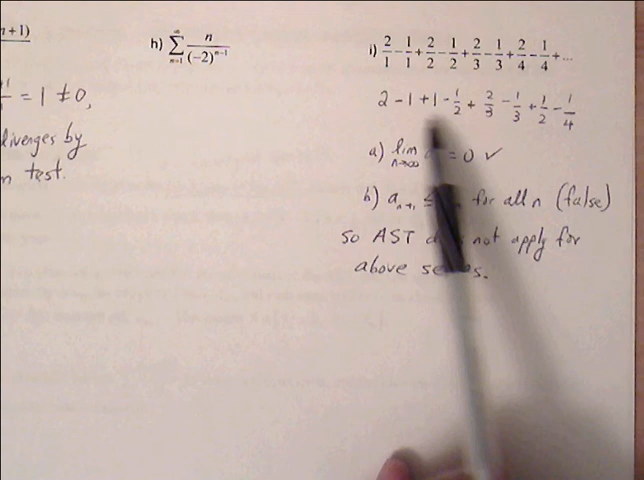 n+1)
h) ∑ n=1 ∞ n/(-2)^(n-1)
i) 2/1 - 1/1 + 2/2 - 1/2 + 2/3 - 1/3 + 2/4 - 1/4 + ...
= 1 ≠ 0,
2 - 1 + 1 - 1/2 + 2/3 - 1/3 + 1/2 - 1/4
diverges by
test.
a) lim n→∞ = 0 ✓
b) a_(n+1) ≤ for all n (false)
so AST not apply for
above series.